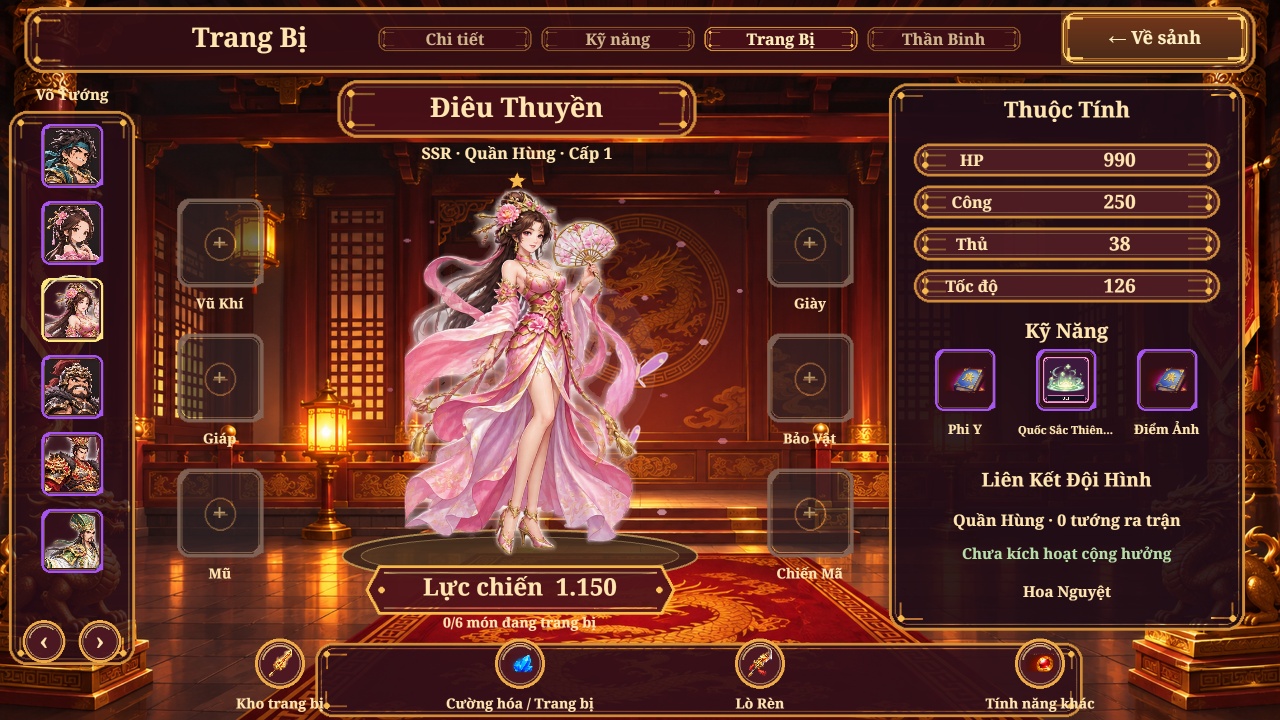 Trang Bị
Chi tiết
Kỹ năng
Trang Bị
Thần Binh
← Về sảnh
Võ Tướng
Điêu Thuyền
SSR · Quần Hùng · Cấp 1
Vũ Khí
Giáp
Mũ
Giày
Bảo Vật
Chiến Mã
Lực chiến 1.150
0/6 món đang trang bị
Thuộc Tính
HP 990
Công 250
Thủ 38
Tốc độ 126
Kỹ Năng
Phi Y
Quốc Sắc Thiên...
Điểm Ảnh
Liên Kết Đội Hình
Quần Hùng · 0 tướng ra trận
Chưa kích hoạt cộng hưởng
Hoa Nguyệt
‹ ›
Kho trang bị
Cường hóa / Trang bị
Lò Rèn
Tính năng khác